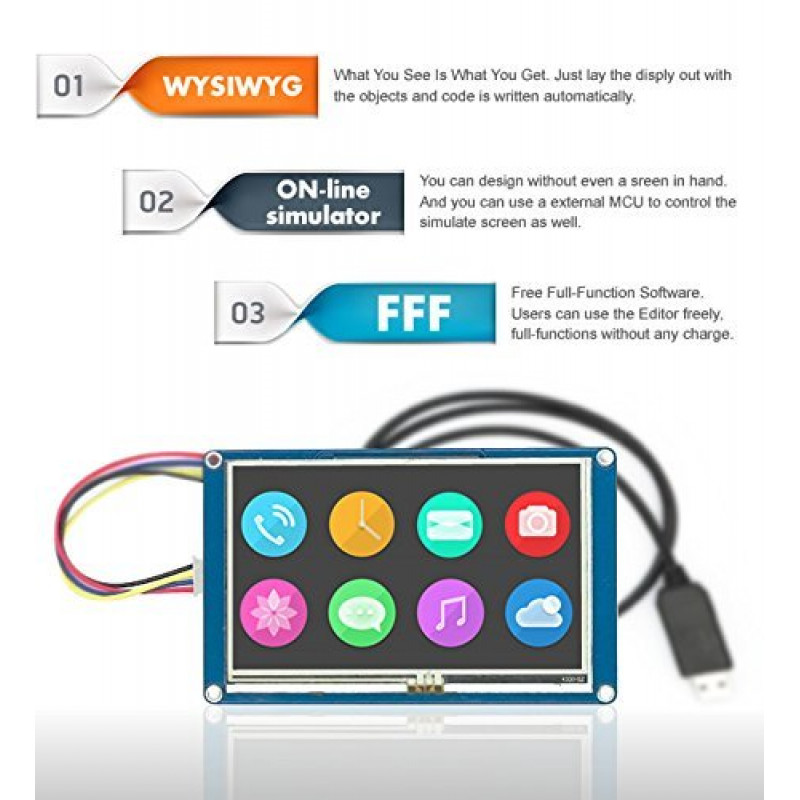 01
WYSIWYG
What You See Is What You Get. Just lay the disply out with
the objects and code is written automatically.
02
ON-line
simulator
You can design without even a sreen in hand.
And you can use a external MCU to control the
simulate screen as well.
03
FFF
Free Full-Function Software.
Users can use the Editor freely,
full-functions without any charge.